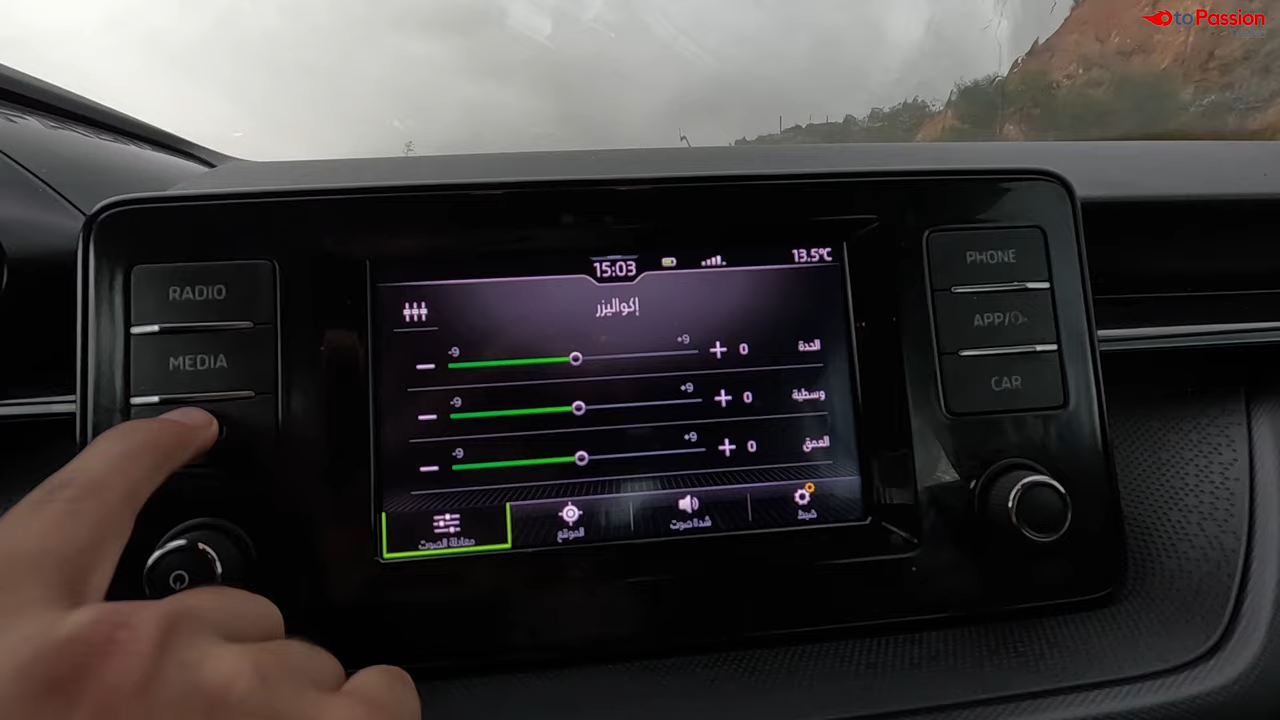 toPassion
RADIO
MEDIA
15:03
13.5°C
إكواليزر
-9
+9
0
الحدة
-9
+9
0
وسطية
-9
+9
0
العمق
معادلة الصوت
الموقع
شدة صوت
ضبط
PHONE
APP/
CAR